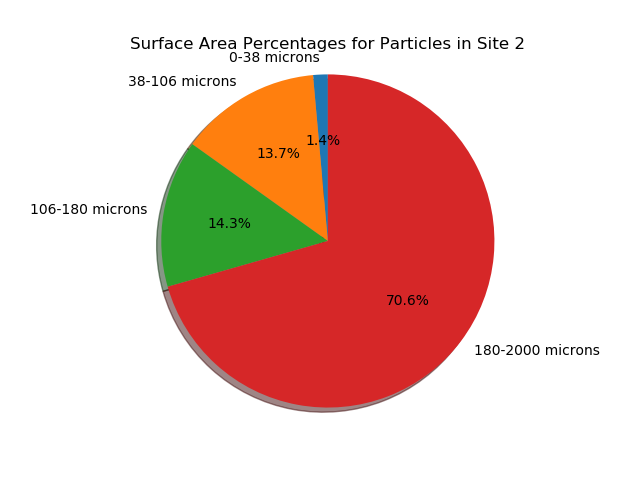 Surface Area Percentages for Particles in Site 2
0-38 microns
38-106 microns
1.4%
13.7%
106-180 microns
14.3%
70.6%
180-2000 microns